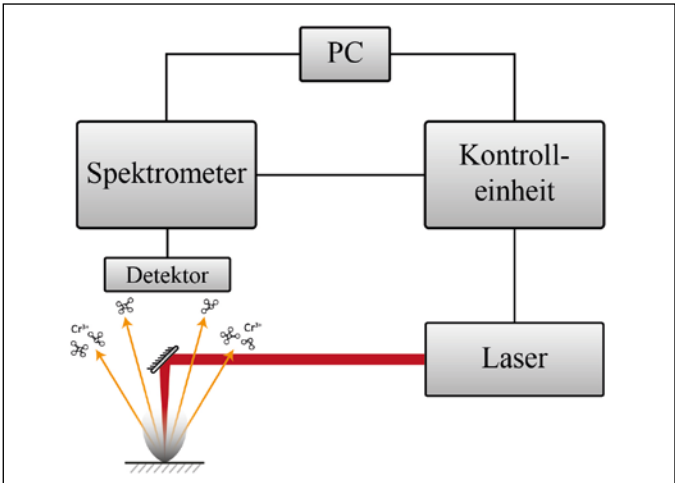 PC
Spektrometer
Kontroll-
einheit
Detektor
Cr³⁺
Cr³⁺
Laser